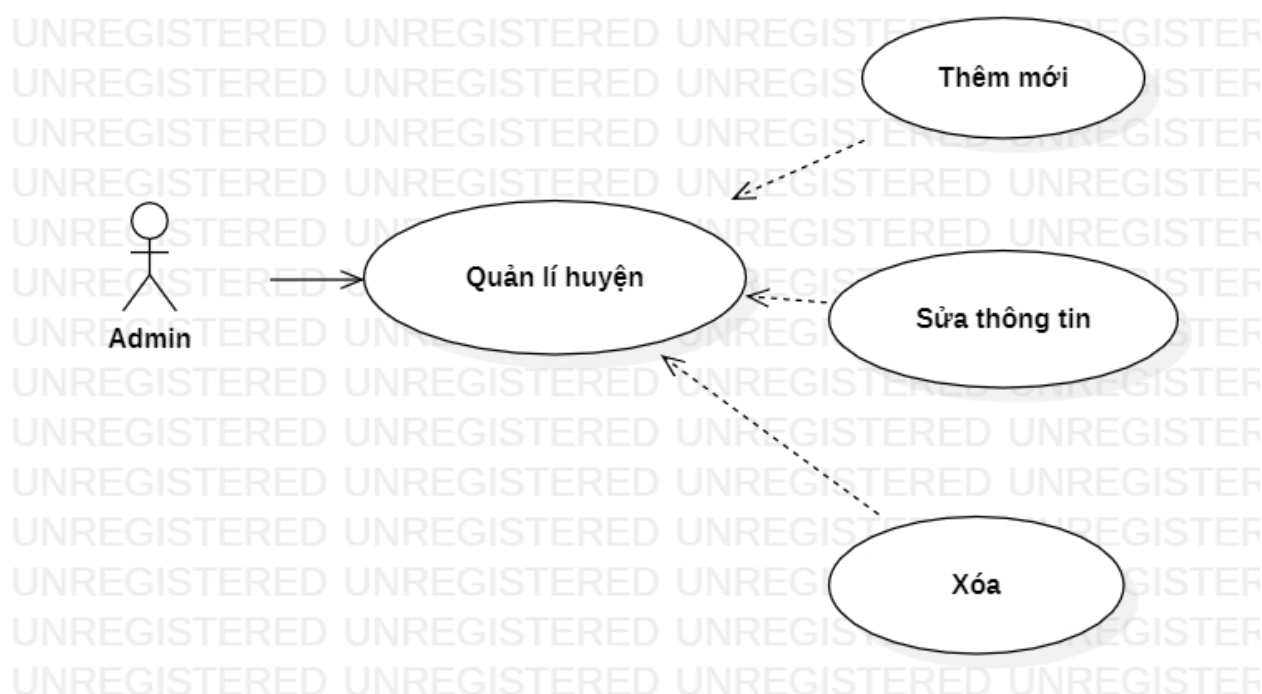 UNREGISTERED UNREGISTERED UNREGISTERED UNREGISTERED
Thêm mới
Quản lí huyện
Sửa thông tin
Admin
Xóa